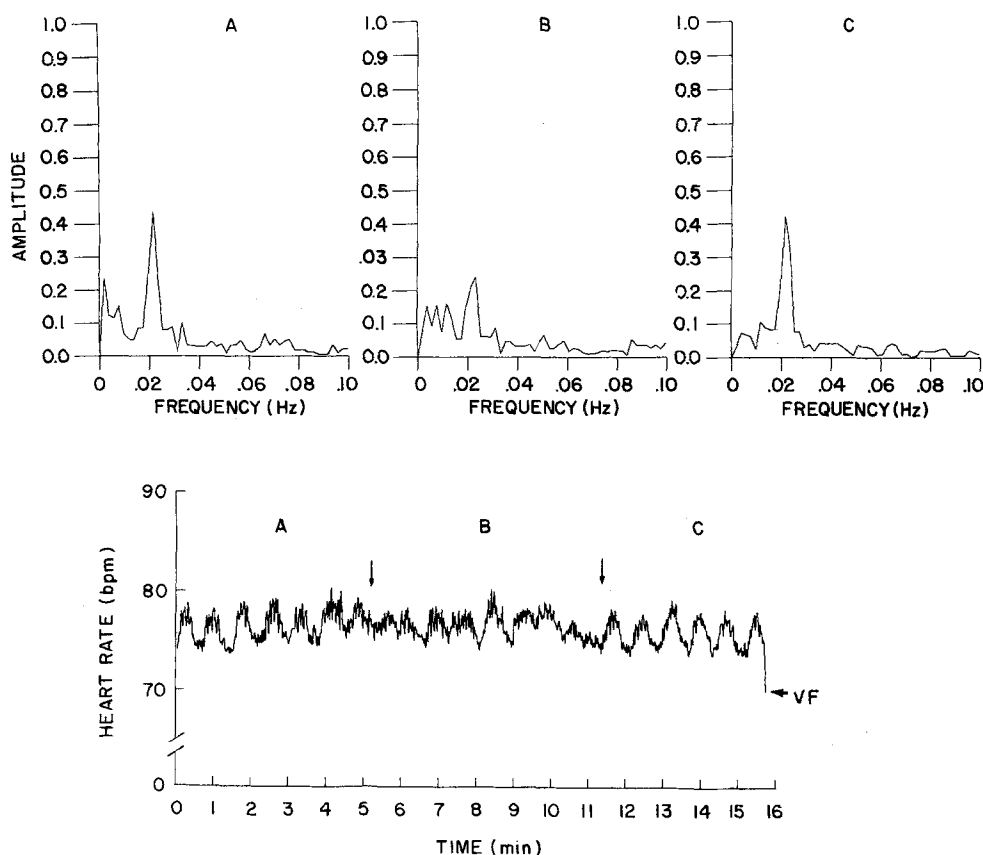 A
1.0
0.9
0.8
0.7
0.6
0.5
0.4
0.3
0.2
0.1
0.0
AMPLITUDE
0 .02 .04 .06 .08 .10
FREQUENCY (Hz)
B
1.0
0.9
0.8
0.7
0.6
0.5
0.4
.03
0.2
0.1
0.0
0 .02 .04 .06 .08 .10
FREQUENCY (Hz)
C
1.0
0.9
0.8
0.7
0.6
0.5
0.4
0.3
0.2
0.1
0.0
0 .02 .04 .06 .08 .10
FREQUENCY (Hz)
90
80
70
0
HEART RATE (bpm)
A B C
VF
0 1 2 3 4 5 6 7 8 9 10 11 12 13 14 15 16
TIME (min)